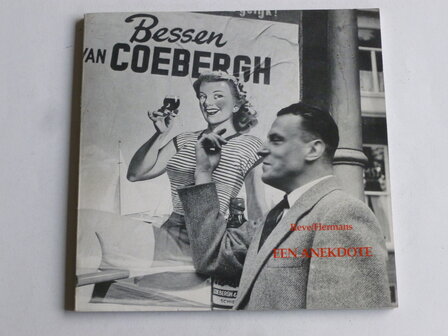 Bessen
VAN COEBERGH
Reve/Hermans
EEN ANEKDOTE